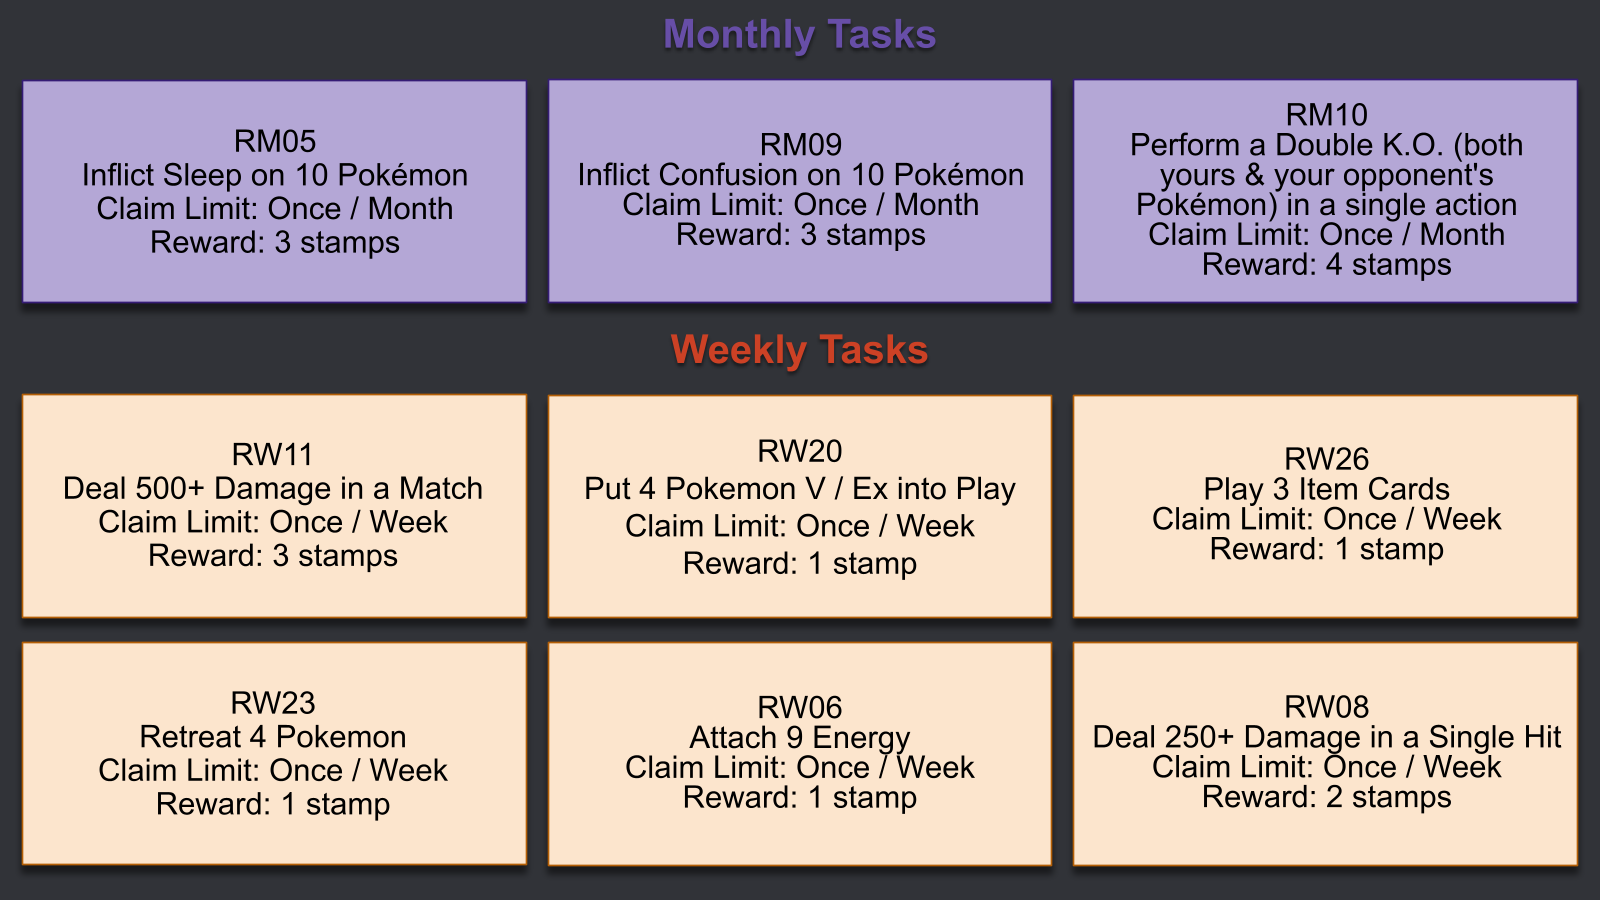 Monthly Tasks
RM05
Inflict Sleep on 10 Pokémon
Claim Limit: Once / Month
Reward: 3 stamps
RM09
Inflict Confusion on 10 Pokémon
Claim Limit: Once / Month
Reward: 3 stamps
RM10
Perform a Double K.O. (both
yours & your opponent's
Pokémon) in a single action
Claim Limit: Once / Month
Reward: 4 stamps
Weekly Tasks
RW11
Deal 500+ Damage in a Match
Claim Limit: Once / Week
Reward: 3 stamps
RW20
Put 4 Pokemon V / Ex into Play
Claim Limit: Once / Week
Reward: 1 stamp
RW26
Play 3 Item Cards
Claim Limit: Once / Week
Reward: 1 stamp
RW23
Retreat 4 Pokemon
Claim Limit: Once / Week
Reward: 1 stamp
RW06
Attach 9 Energy
Claim Limit: Once / Week
Reward: 1 stamp
RW08
Deal 250+ Damage in a Single Hit
Claim Limit: Once / Week
Reward: 2 stamps